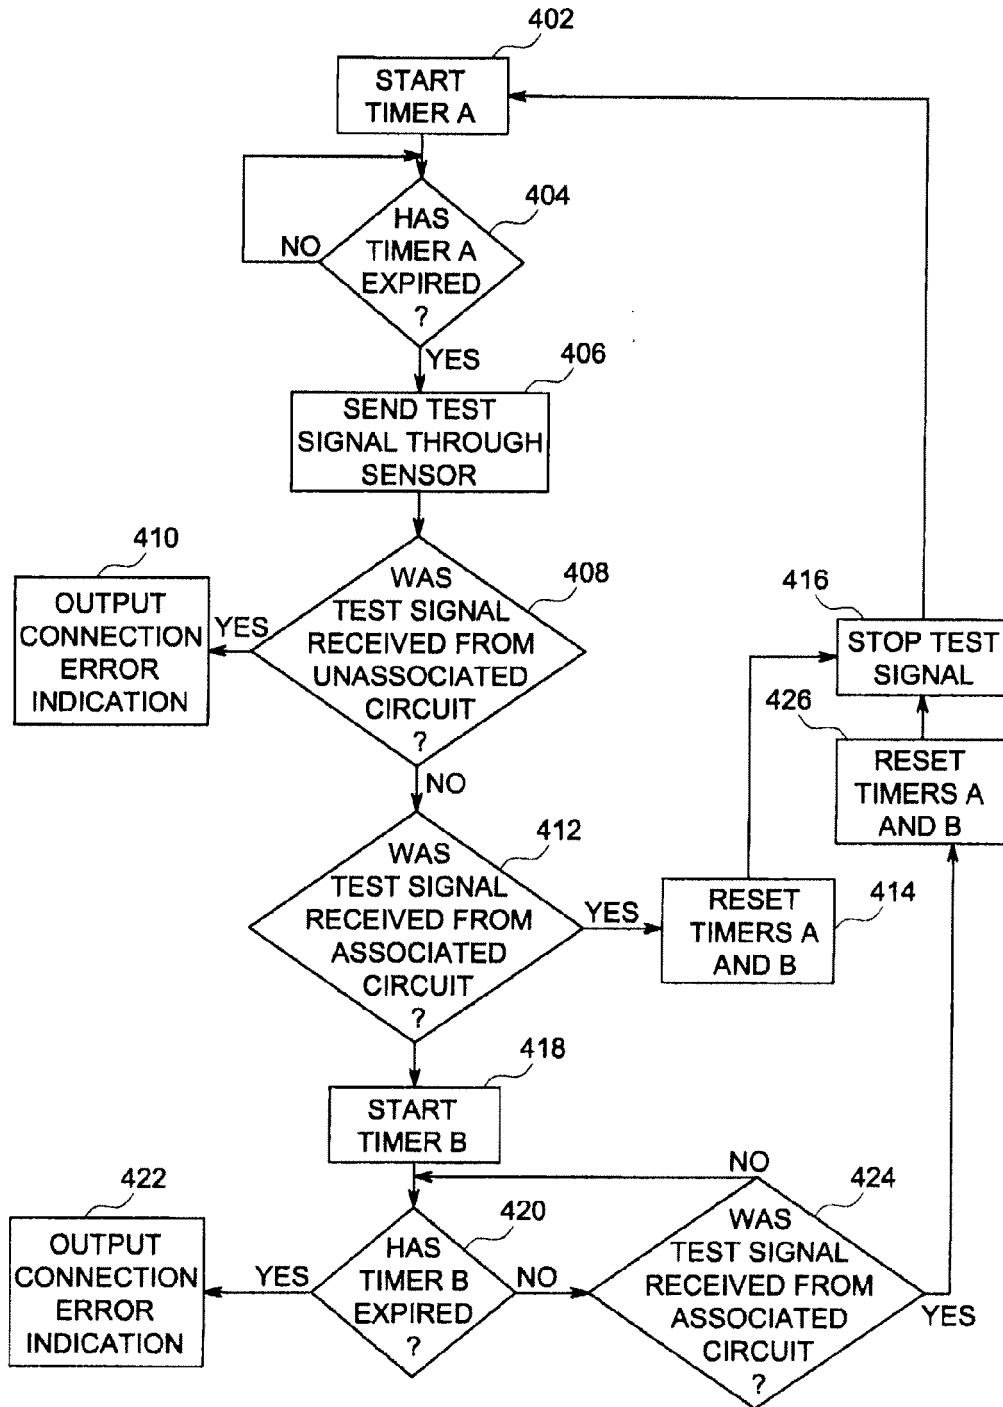 402
START
TIMER A
404
HAS
TIMER A
EXPIRED
?
NO
YES
406
SEND TEST
SIGNAL THROUGH
SENSOR
408
WAS
TEST SIGNAL
RECEIVED FROM
UNASSOCIATED
CIRCUIT
?
YES
410
OUTPUT
CONNECTION
ERROR
INDICATION
NO
412
WAS
TEST SIGNAL
RECEIVED FROM
ASSOCIATED
CIRCUIT
?
YES
414
RESET
TIMERS A
AND B
416
STOP TEST
SIGNAL
426
RESET
TIMERS A
AND B
418
START
TIMER B
420
HAS
TIMER B
EXPIRED
?
YES
422
OUTPUT
CONNECTION
ERROR
INDICATION
NO
424
WAS
TEST SIGNAL
RECEIVED FROM
ASSOCIATED
CIRCUIT
?
NO
YES